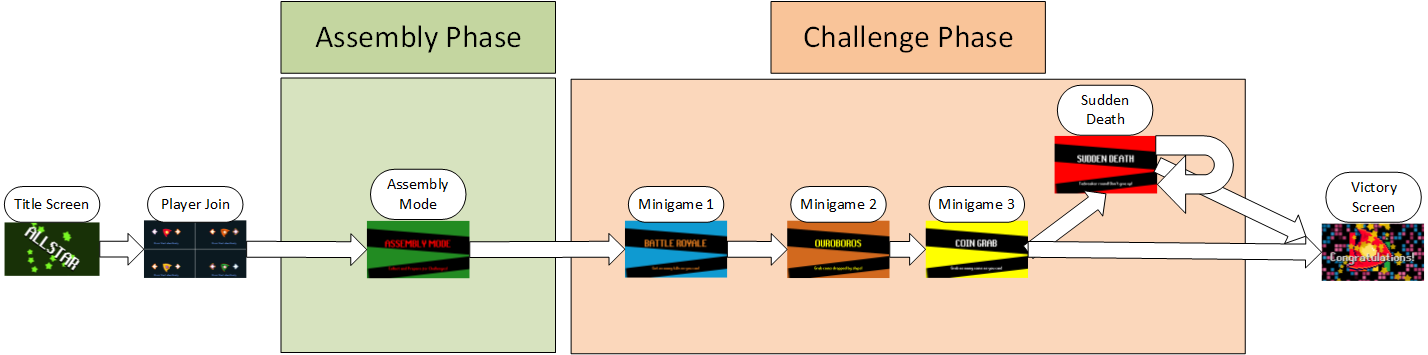 Assembly Phase
Challenge Phase
Sudden
Death
SUDDEN DEATH
Title Screen
Player Join
Assembly
Mode
Minigame 1
Minigame 2
Minigame 3
Victory
Screen
ALLSTAR
ASSEMBLY MODE
BATTLE ROYALE
OUROBOROS
COIN GRAB
Congratulations!